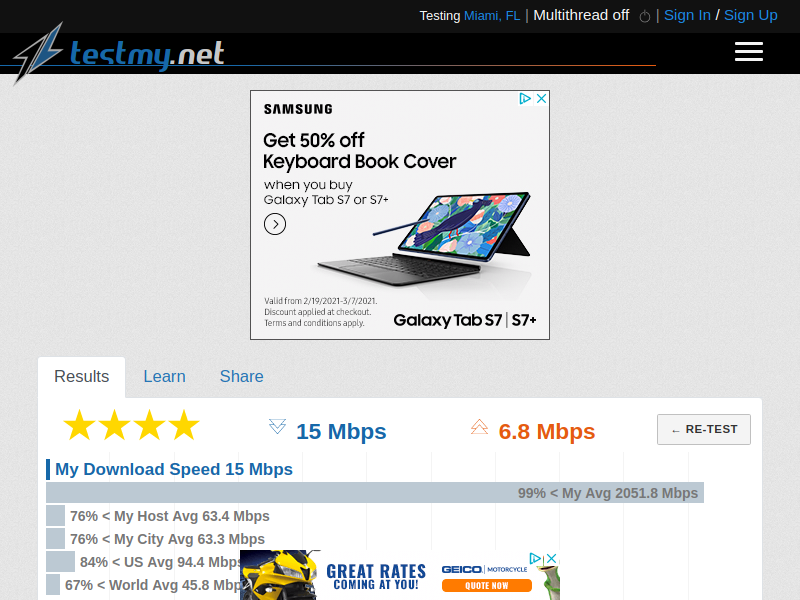 Testing Miami, FL | Multithread off | Sign In / Sign Up
testmy.net
SAMSUNG
Get 50% off
Keyboard Book Cover
when you buy
Galaxy Tab S7 or S7+
Valid from 2/19/2021-3/7/2021.
Discount applied at checkout.
Terms and conditions apply.
Galaxy Tab S7 | S7+
Results Learn Share
15 Mbps 6.8 Mbps ← RE-TEST
My Download Speed 15 Mbps
99% < My Avg 2051.8 Mbps
76% < My Host Avg 63.4 Mbps
76% < My City Avg 63.3 Mbps
84% < US Avg 94.4 Mbps
67% < World Avg 45.8 Mbp
GREAT RATES
COMING AT YOU!
GEICO. MOTORCYCLE
QUOTE NOW